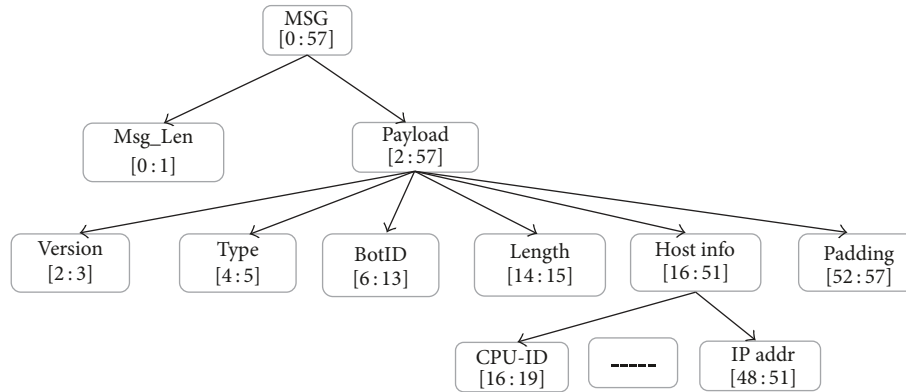 MSG
[0:57]
Msg_Len
[0:1]
Payload
[2:57]
Version
[2:3]
Type
[4:5]
BotID
[6:13]
Length
[14:15]
Host info
[16:51]
Padding
[52:57]
CPU-ID
[16:19]
-----
IP addr
[48:51]